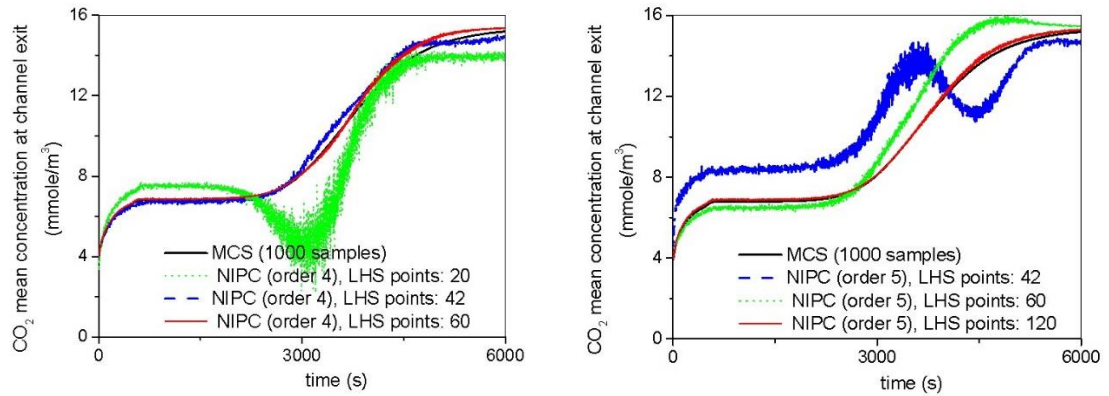 CO₂ mean concentration at channel exit
(mmole/m³)
16
12
8
4
0
MCS (1000 samples)
NIPC (order 4), LHS points: 20
NIPC (order 4), LHS points: 42
NIPC (order 4), LHS points: 60
0
3000
6000
time (s)
CO₂ mean concentration at channel exit
(mmole/m³)
16
12
8
4
0
MCS (1000 samples)
NIPC (order 5), LHS points: 42
NIPC (order 5), LHS points: 60
NIPC (order 5), LHS points: 120
0
3000
6000
time (s)